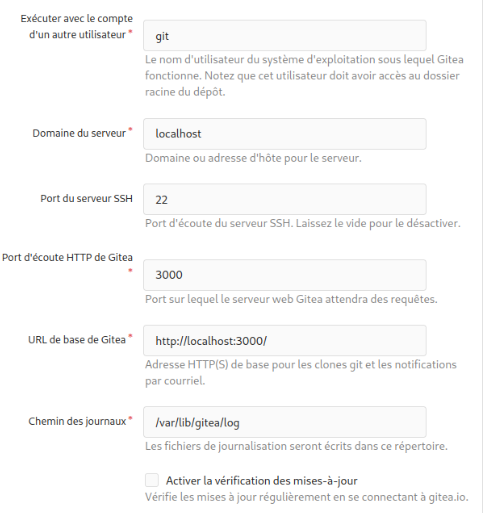 Exécuter avec le compte
d'un autre utilisateur *
git
Le nom d'utilisateur du système d'exploitation sous lequel Gitea
fonctionne. Notez que cet utilisateur doit avoir accès au dossier
racine du dépôt.
Domaine du serveur *
localhost
Domaine ou adresse d'hôte pour le serveur.
Port du serveur SSH
22
Port d'écoute du serveur SSH. Laissez le vide pour le désactiver.
Port d'écoute HTTP de Gitea
*
3000
Port sur lequel le serveur web Gitea attendra des requêtes.
URL de base de Gitea *
http://localhost:3000/
Adresse HTTP(S) de base pour les clones git et les notifications
par courriel.
Chemin des journaux *
/var/lib/gitea/log
Les fichiers de journalisation seront écrits dans ce répertoire.
Activer la vérification des mises-à-jour
Vérifie les mises à jour régulièrement en se connectant à gitea.io.